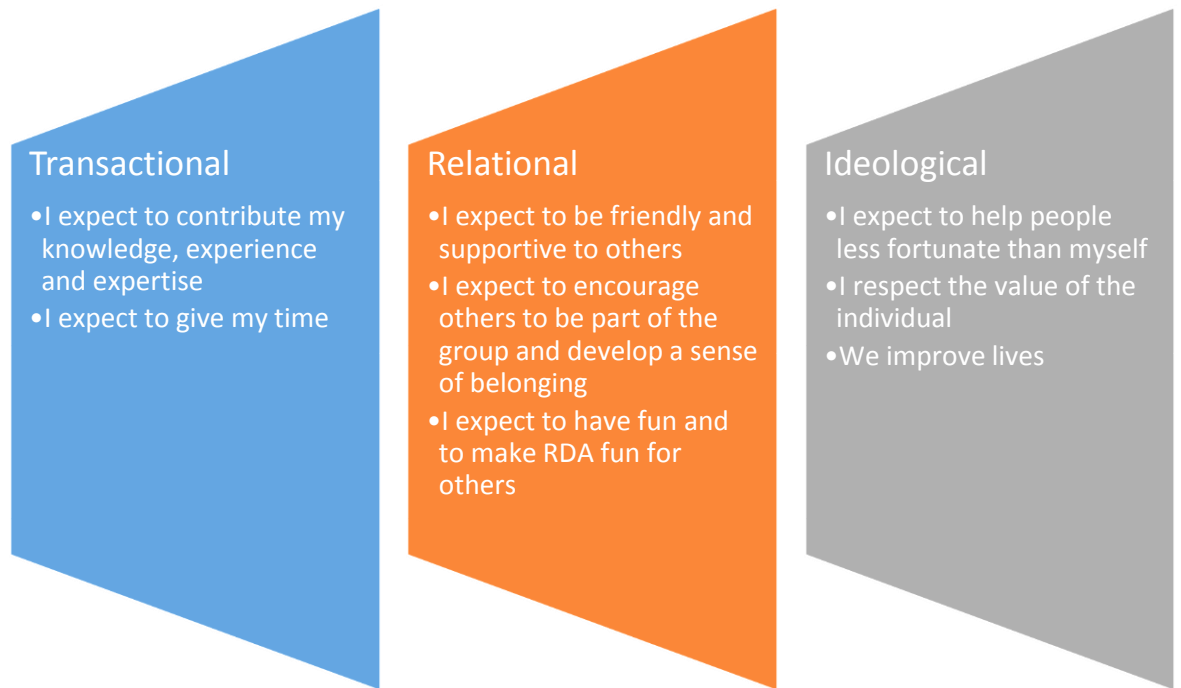 Transactional
•I expect to contribute my
knowledge, experience
and expertise
•I expect to give my time
Relational
•I expect to be friendly and
supportive to others
•I expect to encourage
others to be part of the
group and develop a sense
of belonging
•I expect to have fun and
to make RDA fun for
others
Ideological
•I expect to help people
less fortunate than myself
•I respect the value of the
individual
•We improve lives